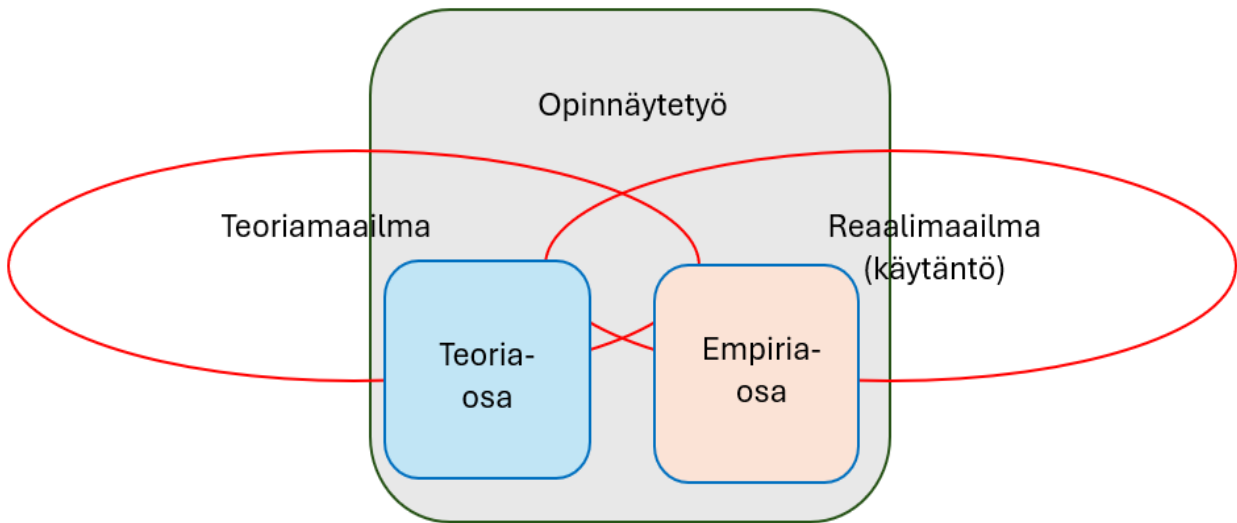 Opinnäytetyö
Teoriamaailma
Reaalimaailma
(käytäntö)
Teoria-
osa
Empiria-
osa